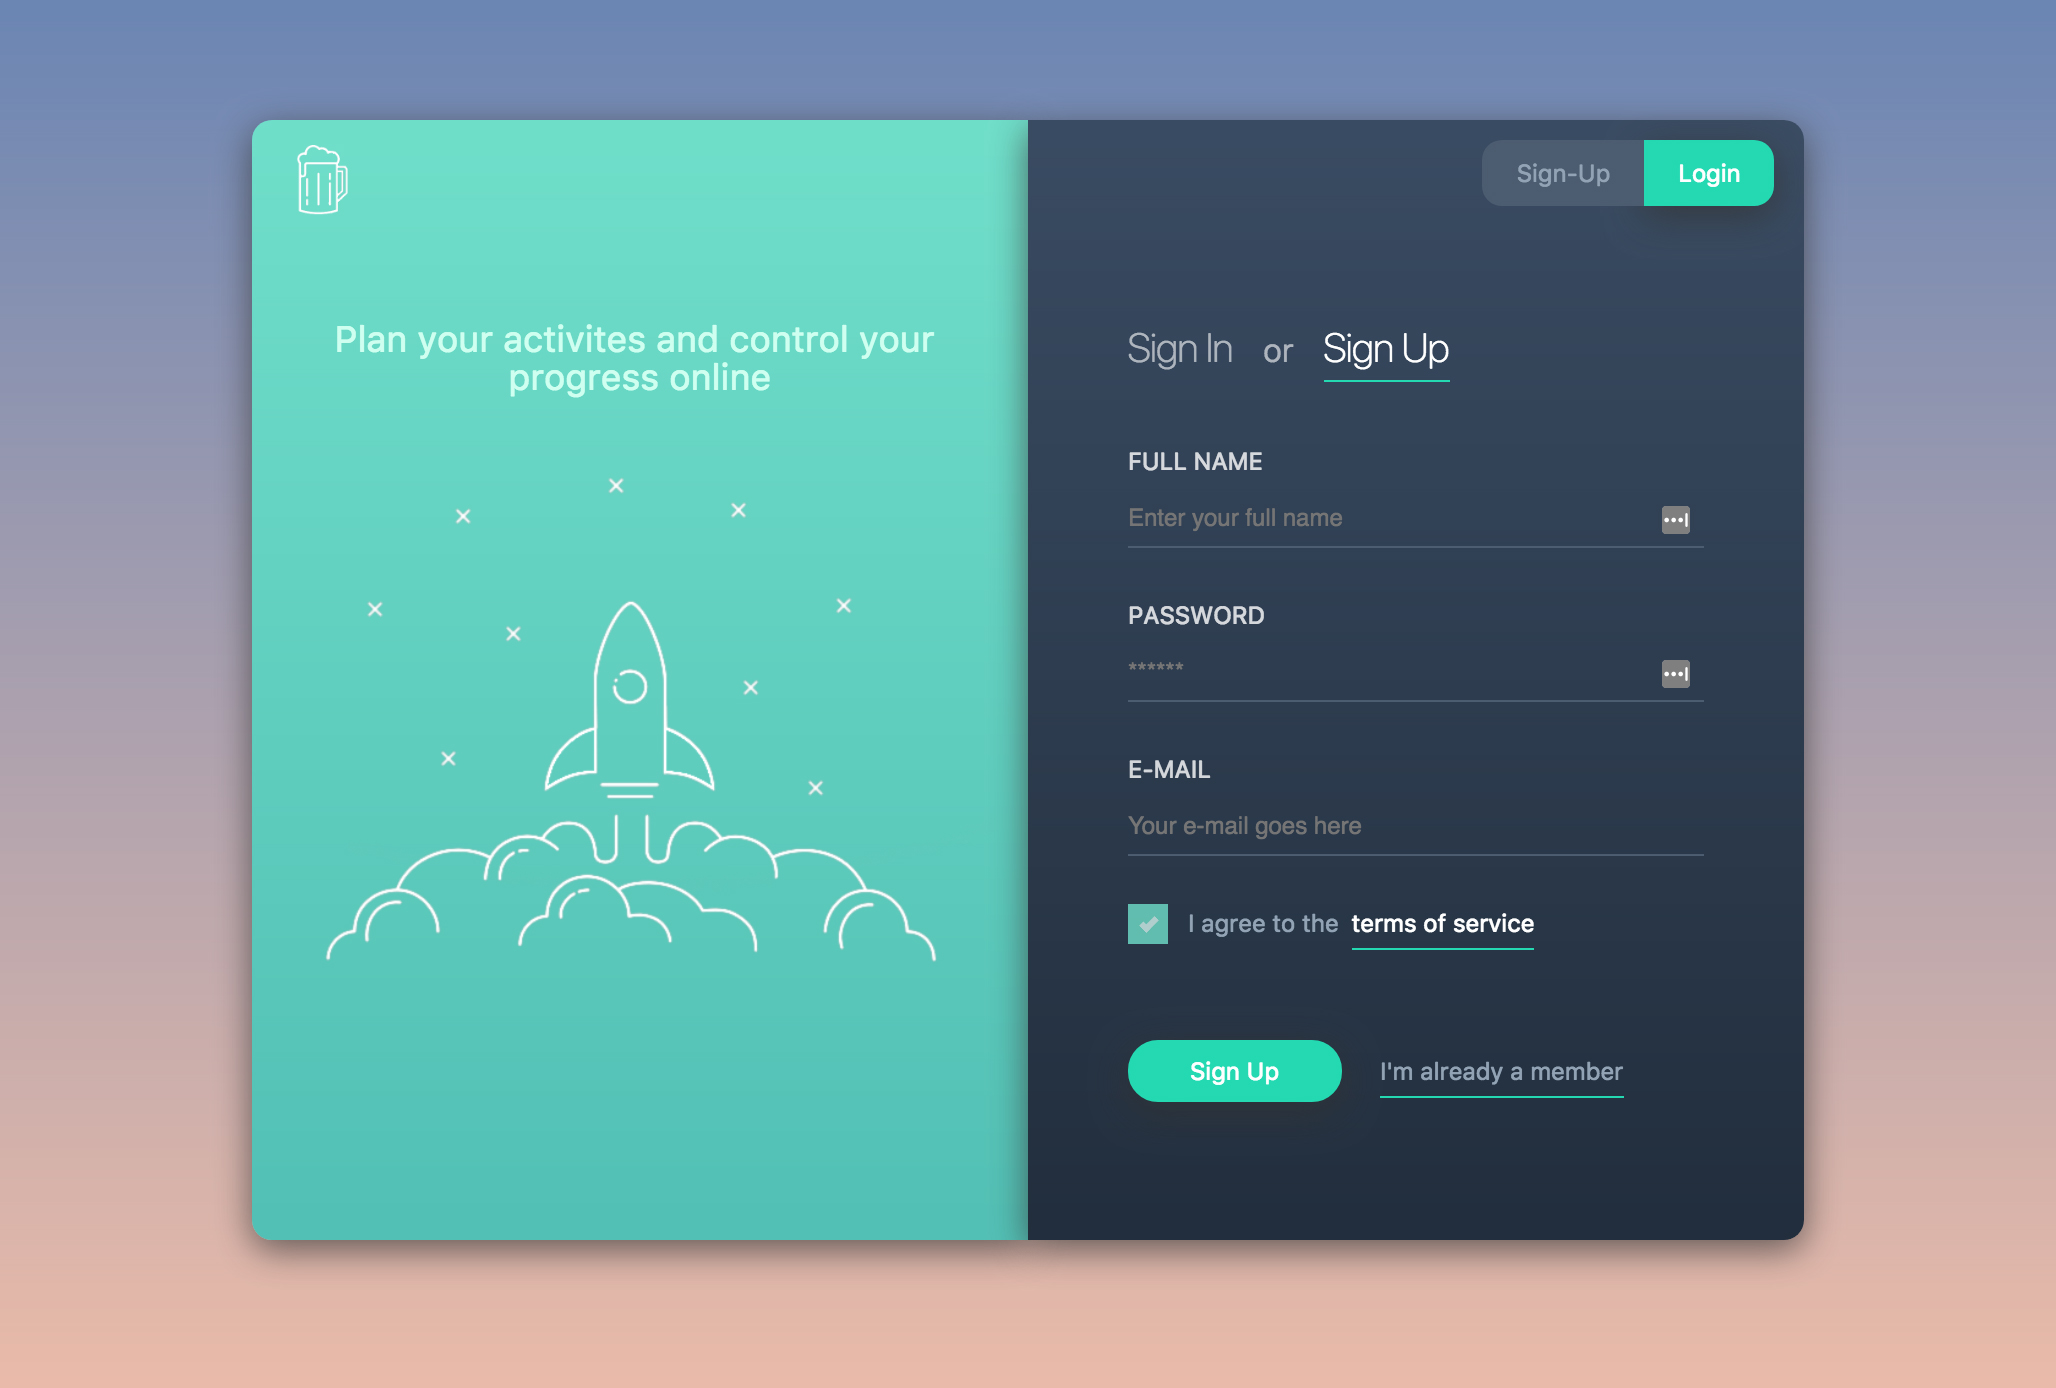 Plan your activites and control your
progress online
Sign-Up
Login
Sign In or Sign Up
FULL NAME
Enter your full name
PASSWORD
******
E-MAIL
Your e-mail goes here
I agree to the terms of service
Sign Up
I'm already a member